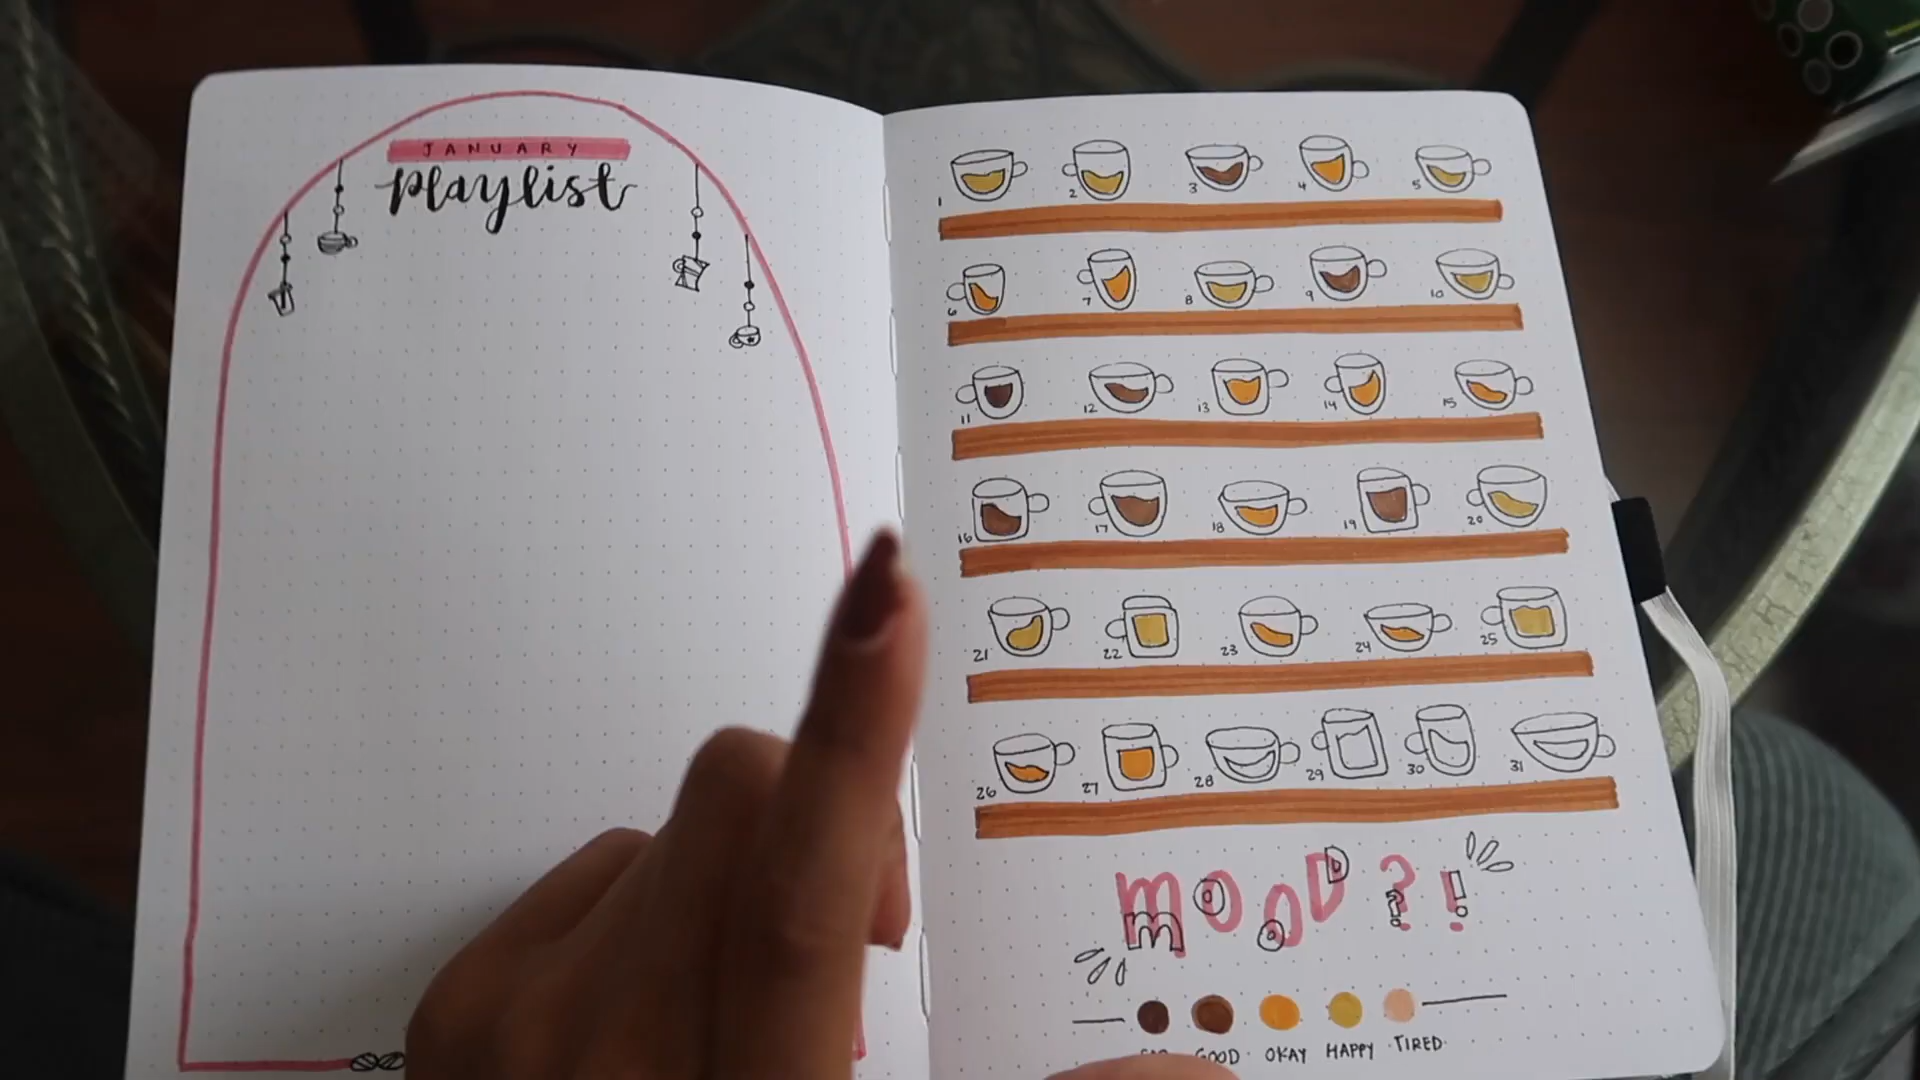 JANUARY
playlist
1 2 3 4 5
6 7 8 9 10
11 12 13 14 15
16 17 18 19 20
21 22 23 24 25
26 27 28 29 30 31
MOOD?!
GOOD · OKAY HAPPY · TIRED